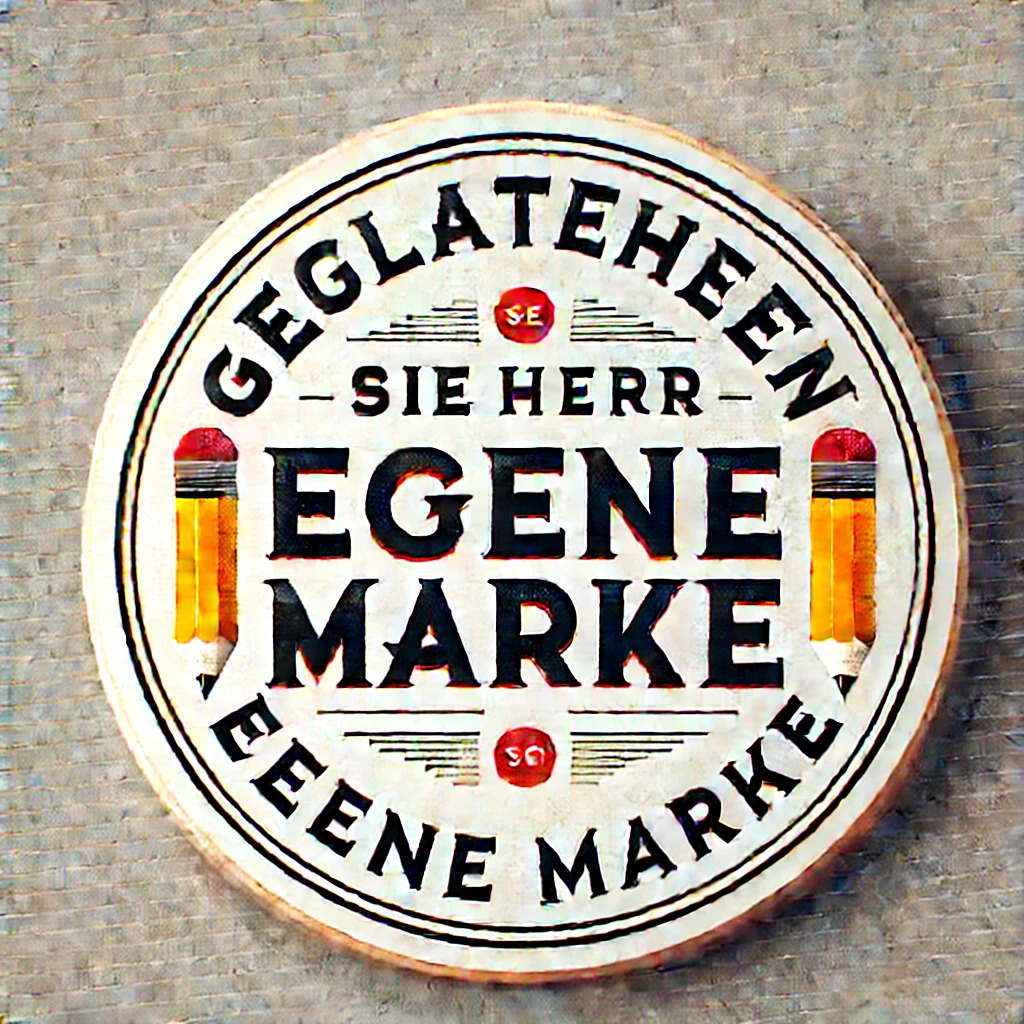 GEGLATEHEEN
SE
SIE HERR
EGENE
MARKE
EEENE MARKE